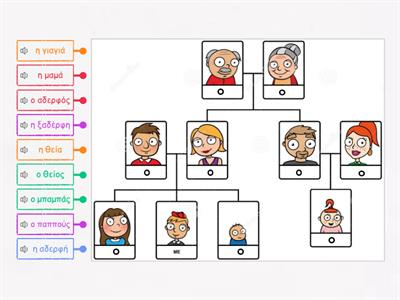 η γιαγιά
η μαμά
ο αδερφός
η ξαδέρφη
η θεία
ο θείος
ο μπαμπάς
ο παππούς
η αδερφή
ME